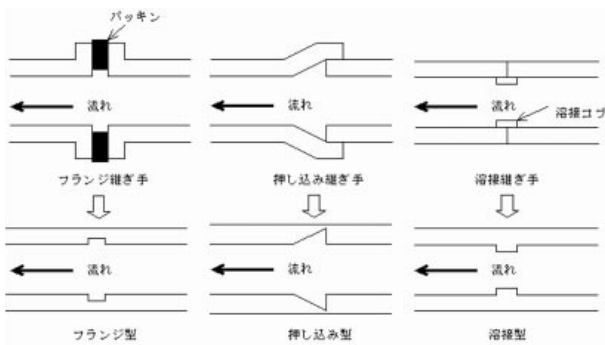 パッキン
流れ 流れ 流れ
溶接コブ
フランジ継ぎ手 押し込み継ぎ手 溶接継ぎ手
流れ 流れ 流れ
フランジ型 押し込み型 溶接型